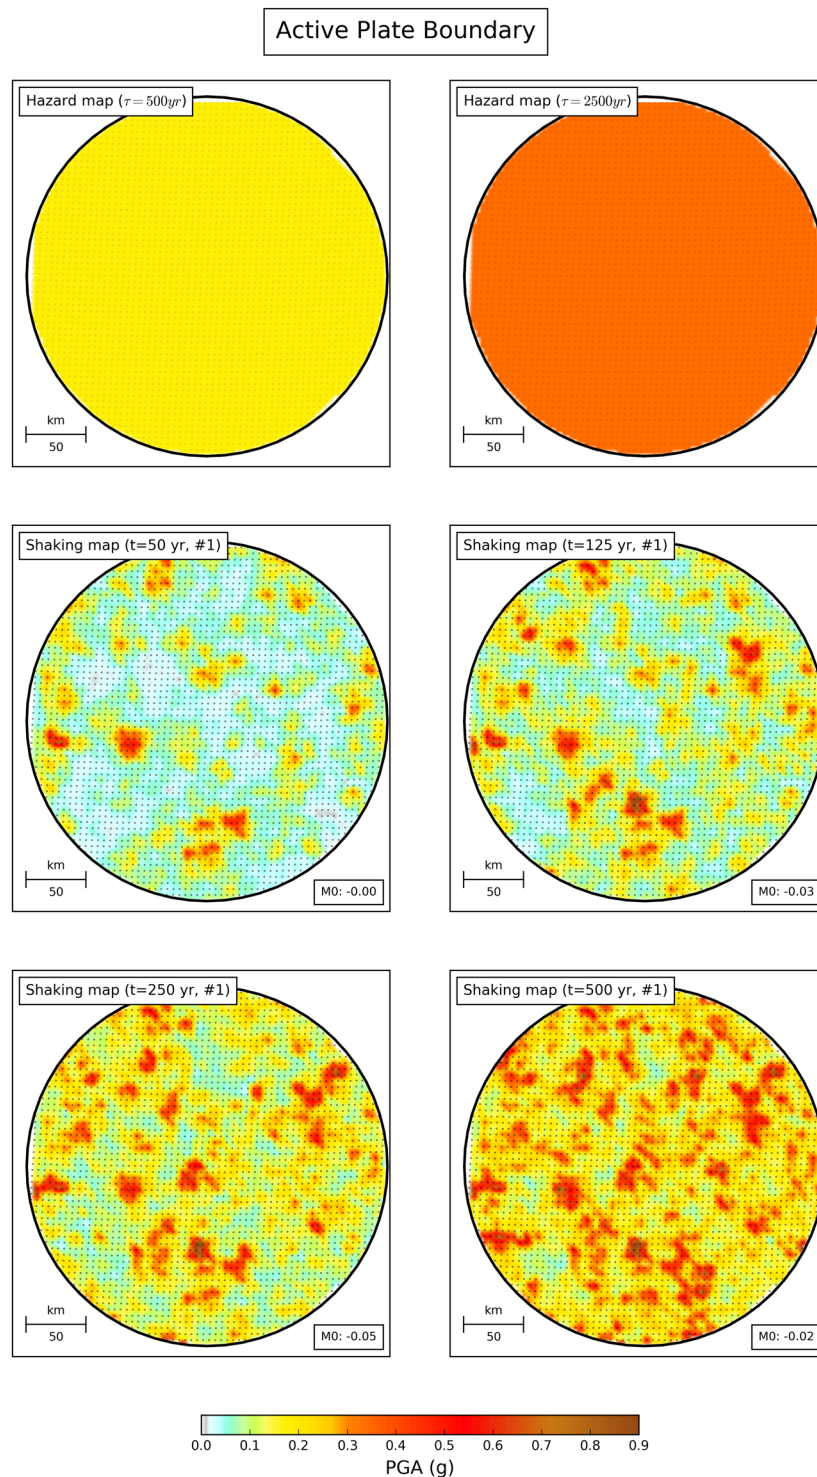 Active Plate Boundary
Hazard map (τ = 500yr)
km
50
Hazard map (τ = 2500yr)
km
50
Shaking map (t=50 yr, #1)
km
50
M0: -0.00
Shaking map (t=125 yr, #1)
km
50
M0: -0.03
Shaking map (t=250 yr, #1)
km
50
M0: -0.05
Shaking map (t=500 yr, #1)
km
50
M0: -0.02
0.0 0.1 0.2 0.3 0.4 0.5 0.6 0.7 0.8 0.9
PGA (g)